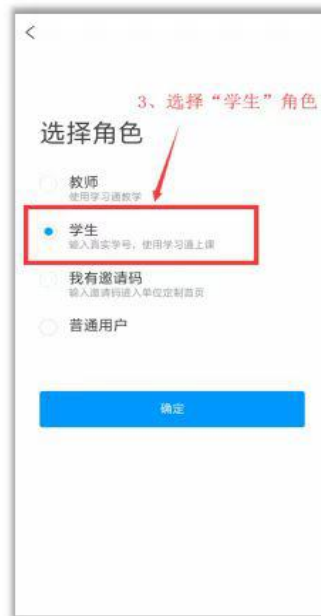 3、选择“学生”角色
选择角色
教师
使用学习通教学
学生
输入真实学号，使用学习通上课
我有邀请码
输入邀请码进入单位定制首页
普通用户
确定